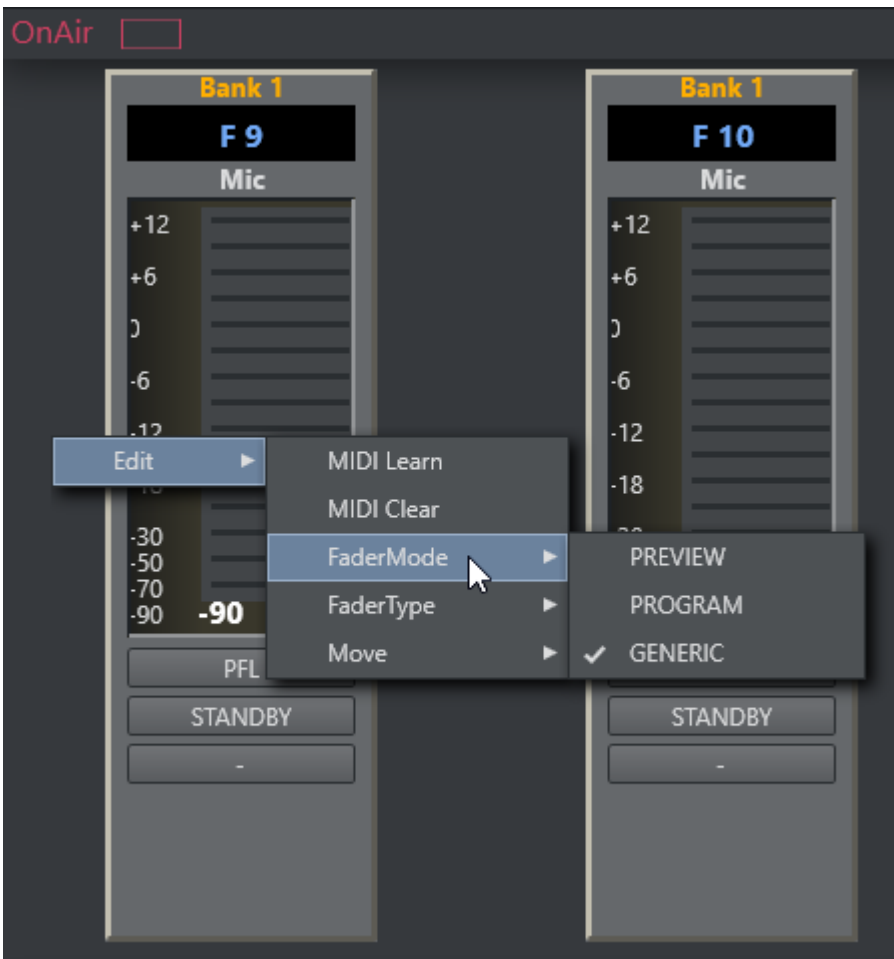 OnAir
Bank 1
F 9
Mic
+12
+6
-6
-12
-30
-50
-70
-90
-90
PFL
STANDBY
-
Edit
MIDI Learn
MIDI Clear
FaderMode
FaderType
Move
PREVIEW
PROGRAM
GENERIC
Bank 1
F 10
Mic
+12
+6
-6
-12
-18
STANDBY
-